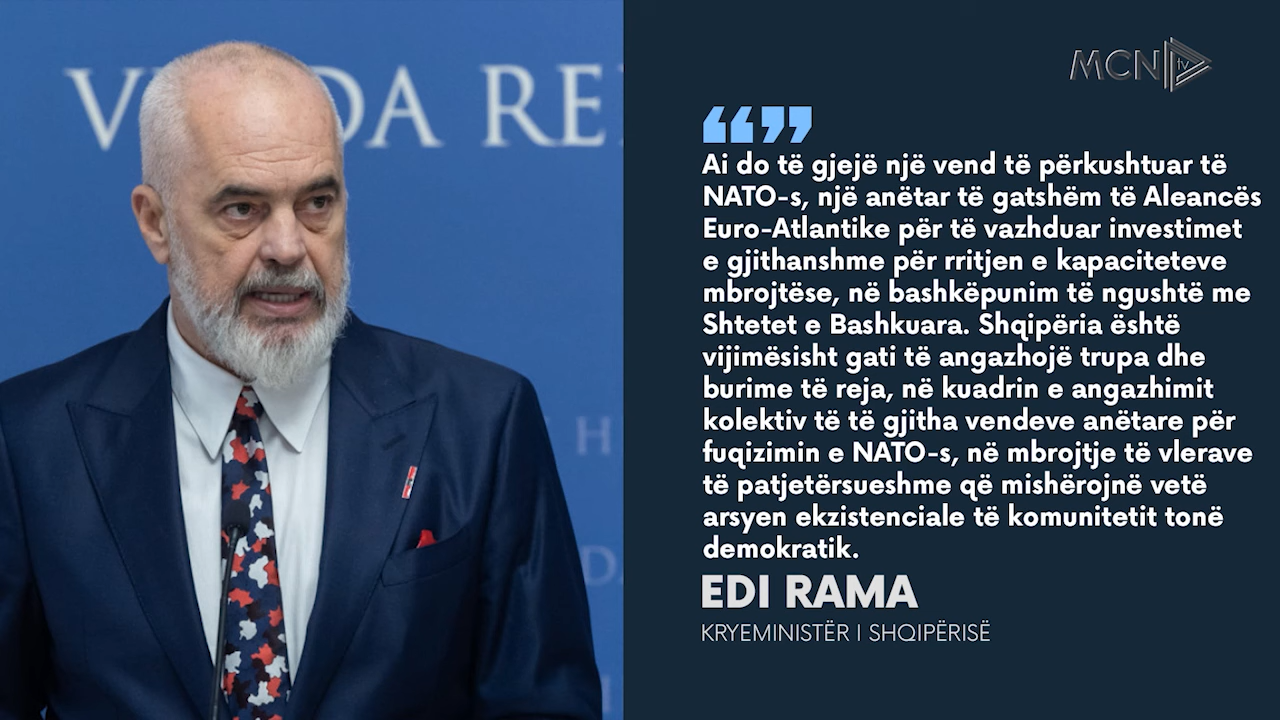 V
DA RE
H
DA
H
MCN tv
Ai do të gjejë një vend të përkushtuar të
NATO-s, një anëtar të gatshëm të Aleancës
Euro-Atlantike për të vazhduar investimet
e gjithanshme për rritjen e kapaciteteve
mbrojtëse, në bashkëpunim të ngushtë me
Shtetet e Bashkuara. Shqipëria është
vijimësisht gati të angazhojë trupa dhe
burime të reja, në kuadrin e angazhimit
kolektiv të të gjitha vendeve anëtare për
fuqizimin e NATO-s, në mbrojtje të vlerave
të patjetërsueshme që mishërojnë vetë
arsyen ekzistenciale të komunitetit tonë
demokratik.
EDI RAMA
KRYEMINISTËR I SHQIPËRISË